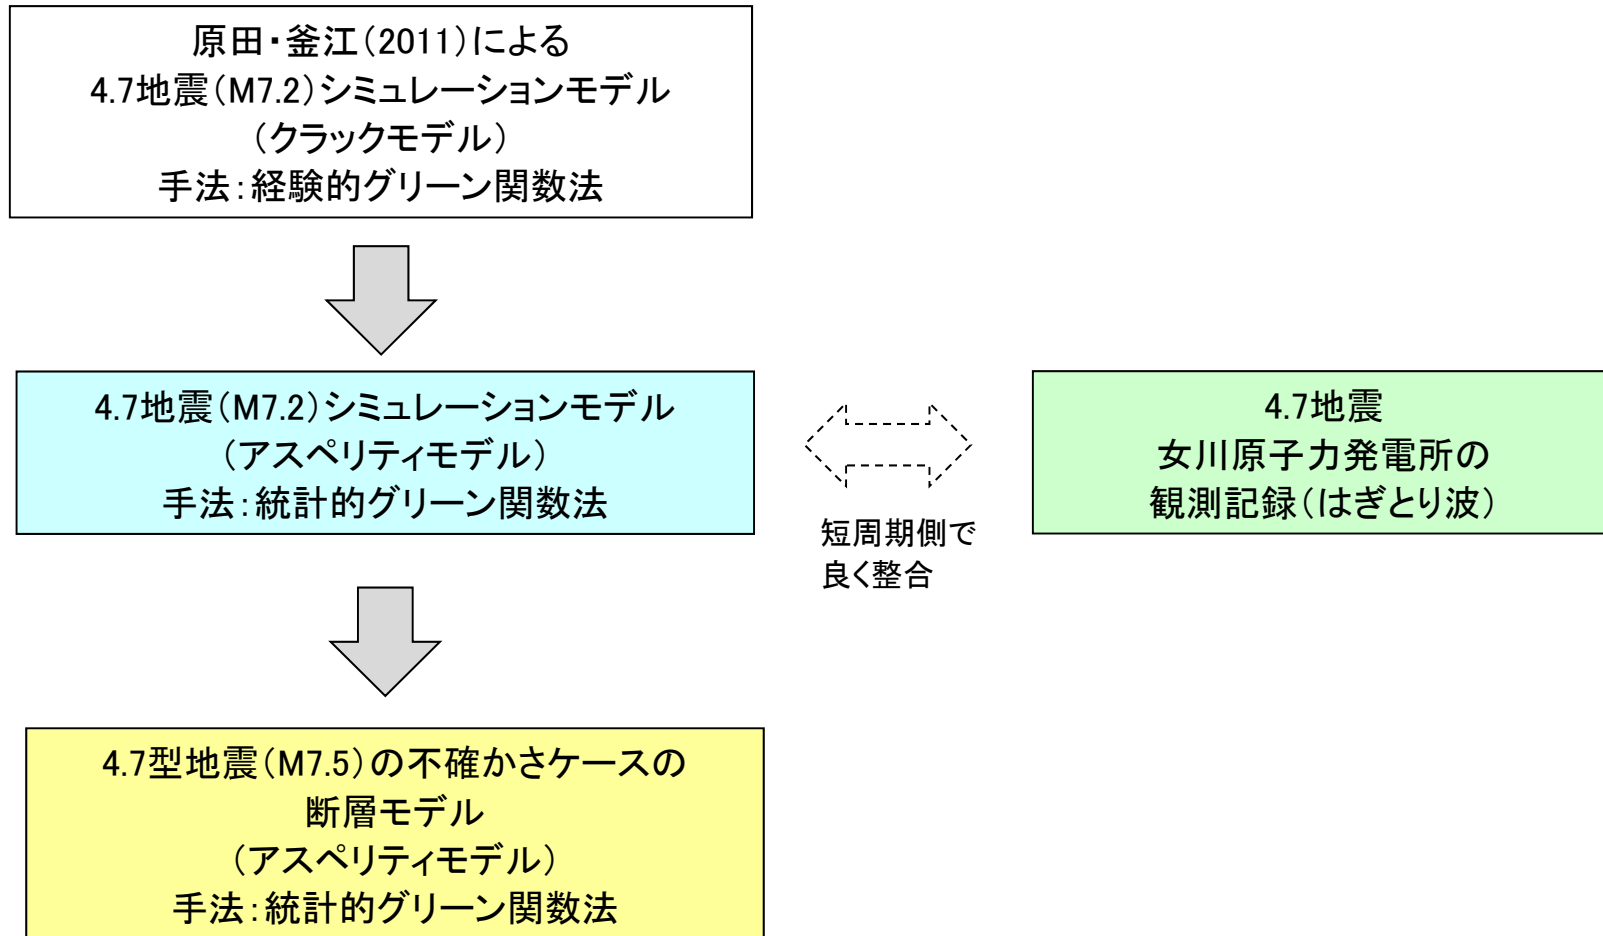 原田・釜江(2011)による
4.7地震(M7.2)シミュレーションモデル
(クラックモデル)
手法:経験的グリーン関数法
4.7地震(M7.2)シミュレーションモデル
(アスペリティモデル)
手法:統計的グリーン関数法
短周期側で
良く整合
4.7地震
女川原子力発電所の
観測記録(はぎとり波)
4.7型地震(M7.5)の不確かさケースの
断層モデル
(アスペリティモデル)
手法:統計的グリーン関数法